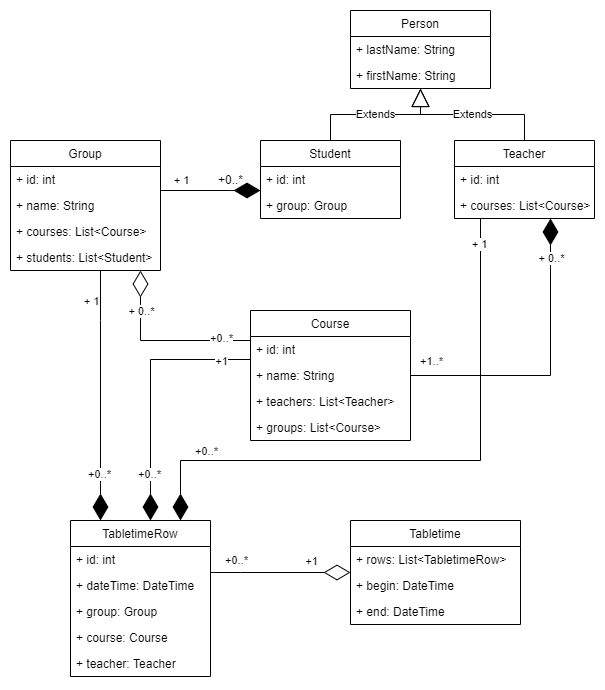 Person
+ lastName: String
+ firstName: String
Extends
Extends
Group
+ id: int
+ name: String
+ courses: List<Course>
+ students: List<Student>
+ 1
+0..*
Student
+ id: int
+ group: Group
Teacher
+ id: int
+ courses: List<Course>
+ 1
+ 0..*
+ 1
+ 0..*
+0..*
+1
Course
+ id: int
+ name: String
+ teachers: List<Teacher>
+ groups: List<Course>
+1..*
+0..*
+0..*
+0..*
TabletimeRow
+ id: int
+ dateTime: DateTime
+ group: Group
+ course: Course
+ teacher: Teacher
+0..*
+1
Tabletime
+ rows: List<TabletimeRow>
+ begin: DateTime
+ end: DateTime